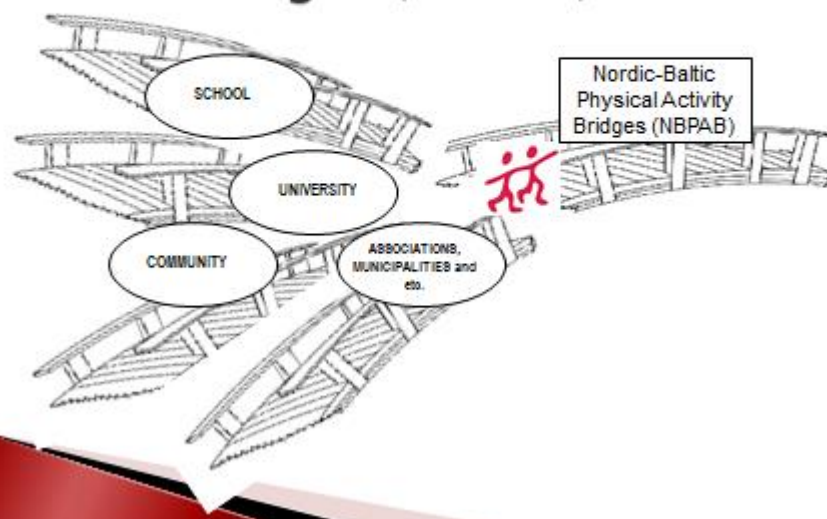 SCHOOL
Nordic-Baltic
Physical Activity
Bridges (NBPAB)
UNIVERSITY
COMMUNITY
ASSOCIATIONS,
MUNICIPALITIES and
etc.